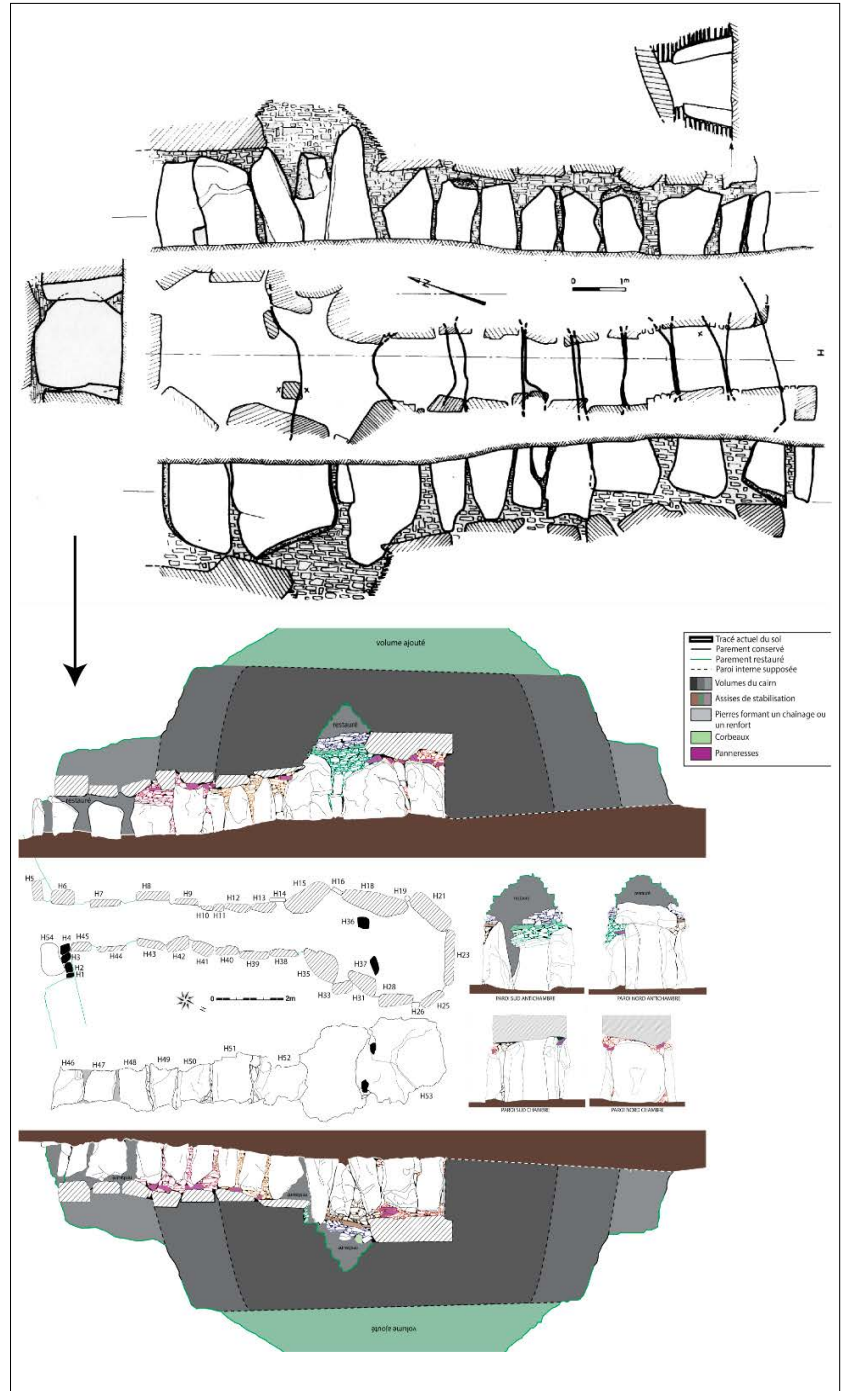 N
0 1m
x
x x
H
volume ajouté
Tracé actuel du sol
Parement conservé
Parement restauré
Paroi interne supposée
Volumes du cairn
Assises de stabilisation
Pierres formant un chaînage ou
un renfort
Corbeaux
Panneresses
restauré
restauré
H5 H6 H7 H8 H9 H10 H11 H12 H13 H14 H15 H16 H18 H19 H21
H36
H54 H4 H3 H2 H1 H45 H44 H43 H42 H41 H40 H39 H38 H35 H37 H23
H33 H31 H28 H26 H25
0 2m
PAROI SUD ANTICHAMBRE
PAROI NORD ANTICHAMBRE
H46 H47 H48 H49 H50 H51 H52 H53
PAROI SUD CHAMBRE
PAROI NORD CHAMBRE
restauré
volume ajouté